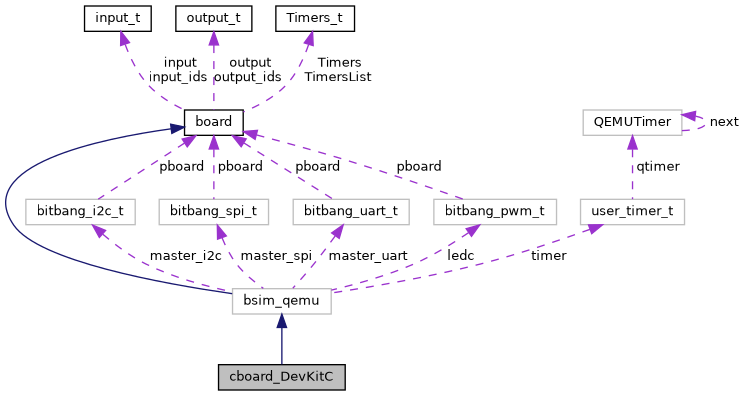 input_t
output_t
Timers_t
input
input_ids
output
output_ids
Timers
TimersList
board
QEMUTimer
next
pboard
pboard
pboard
pboard
qtimer
bitbang_i2c_t
bitbang_spi_t
bitbang_uart_t
bitbang_pwm_t
user_timer_t
master_i2c
master_spi
master_uart
ledc
timer
bsim_qemu
cboard_DevKitC